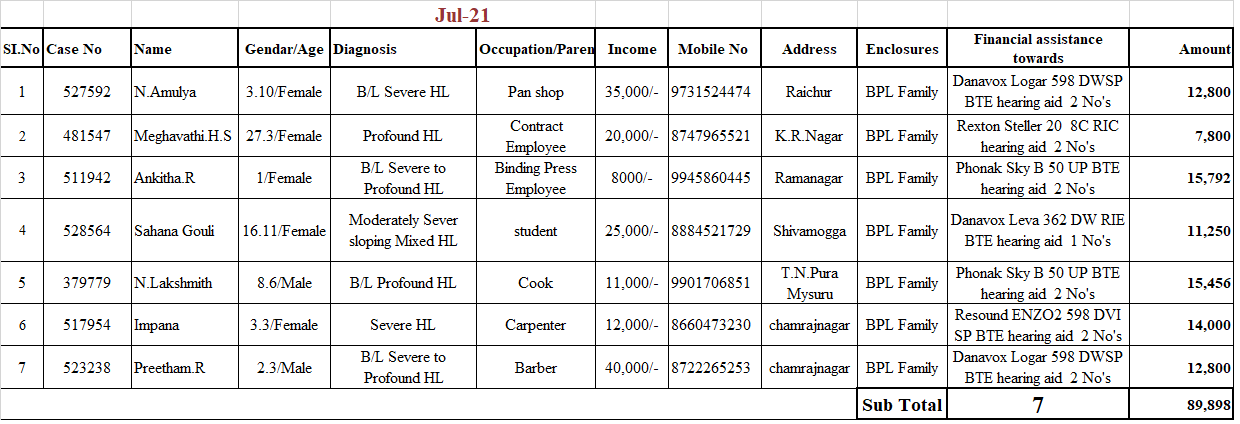 Jul-21
SI.No Case No Name Gendar/Age Diagnosis Occupation/Paren Income Mobile No Address Enclosures Financial assistance towards Amount
1 527592 N.Amulya 3.10/Female B/L Severe HL Pan shop 35,000/- 9731524474 Raichur BPL Family Danavox Logar 598 DWSP BTE hearing aid 2 No's 12,800
2 481547 Meghavathi.H.S 27.3/Female Profound HL Contract Employee 20,000/- 8747965521 K.R.Nagar BPL Family Rexton Steller 20 8C RIC hearing aid 2 No's 7,800
3 511942 Ankitha.R 1/Female B/L Severe to Profound HL Binding Press Employee 8000/- 9945860445 Ramanagar BPL Family Phonak Sky B 50 UP BTE hearing aid 2 No's 15,792
4 528564 Sahana Gouli 16.11/Female Moderately Sever sloping Mixed HL student 25,000/- 8884521729 Shivamogga BPL Family Danavox Leva 362 DW RIE BTE hearing aid 1 No's 11,250
5 379779 N.Lakshmith 8.6/Male B/L Profound HL Cook 11,000/- 9901706851 T.N.Pura Mysuru BPL Family Phonak Sky B 50 UP BTE hearing aid 2 No's 15,456
6 517954 Impana 3.3/Female Severe HL Carpenter 12,000/- 8660473230 chamrajnagar BPL Family Resound ENZO2 598 DVI SP BTE hearing aid 2 No's 14,000
7 523238 Preetham.R 2.3/Male B/L Severe to Profound HL Barber 40,000/- 8722265253 chamrajnagar BPL Family Danavox Logar 598 DWSP BTE hearing aid 2 No's 12,800
Sub Total 7 89,898